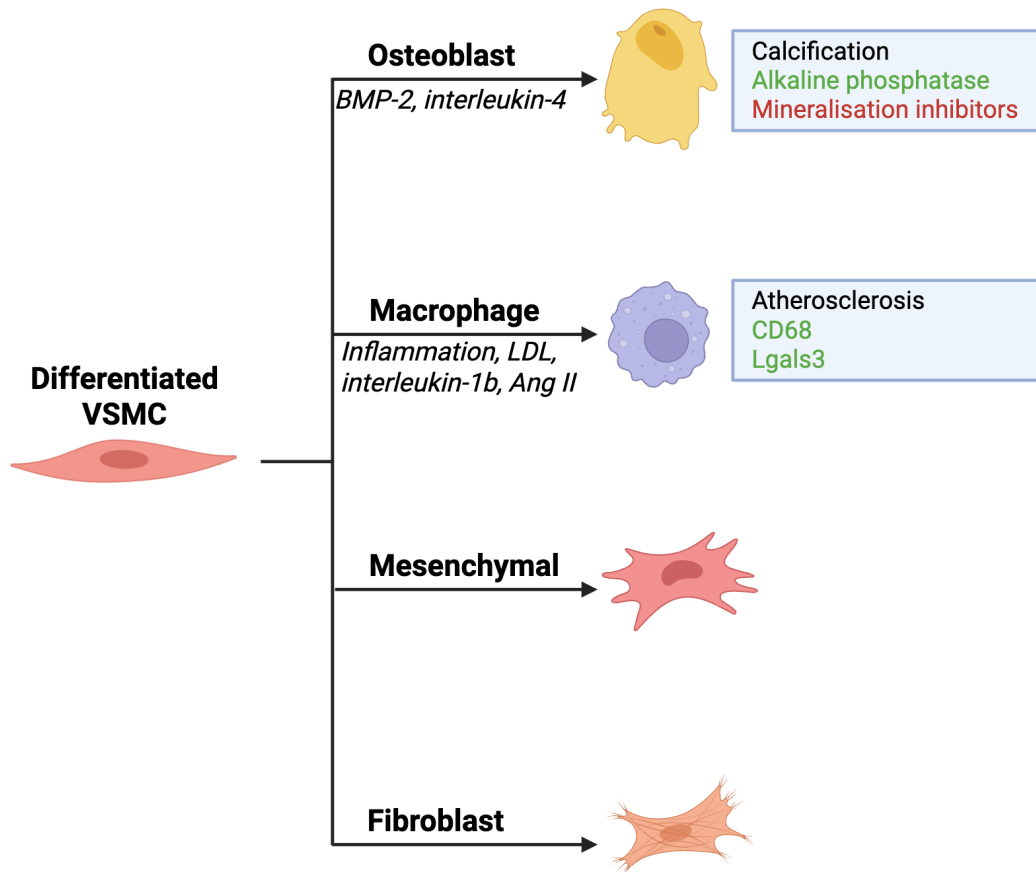 Osteoblast
BMP-2, interleukin-4
Calcification
Alkaline phosphatase
Mineralisation inhibitors
Macrophage
Inflammation, LDL,
interleukin-1b, Ang II
Atherosclerosis
CD68
Lgals3
Differentiated
VSMC
Mesenchymal
Fibroblast